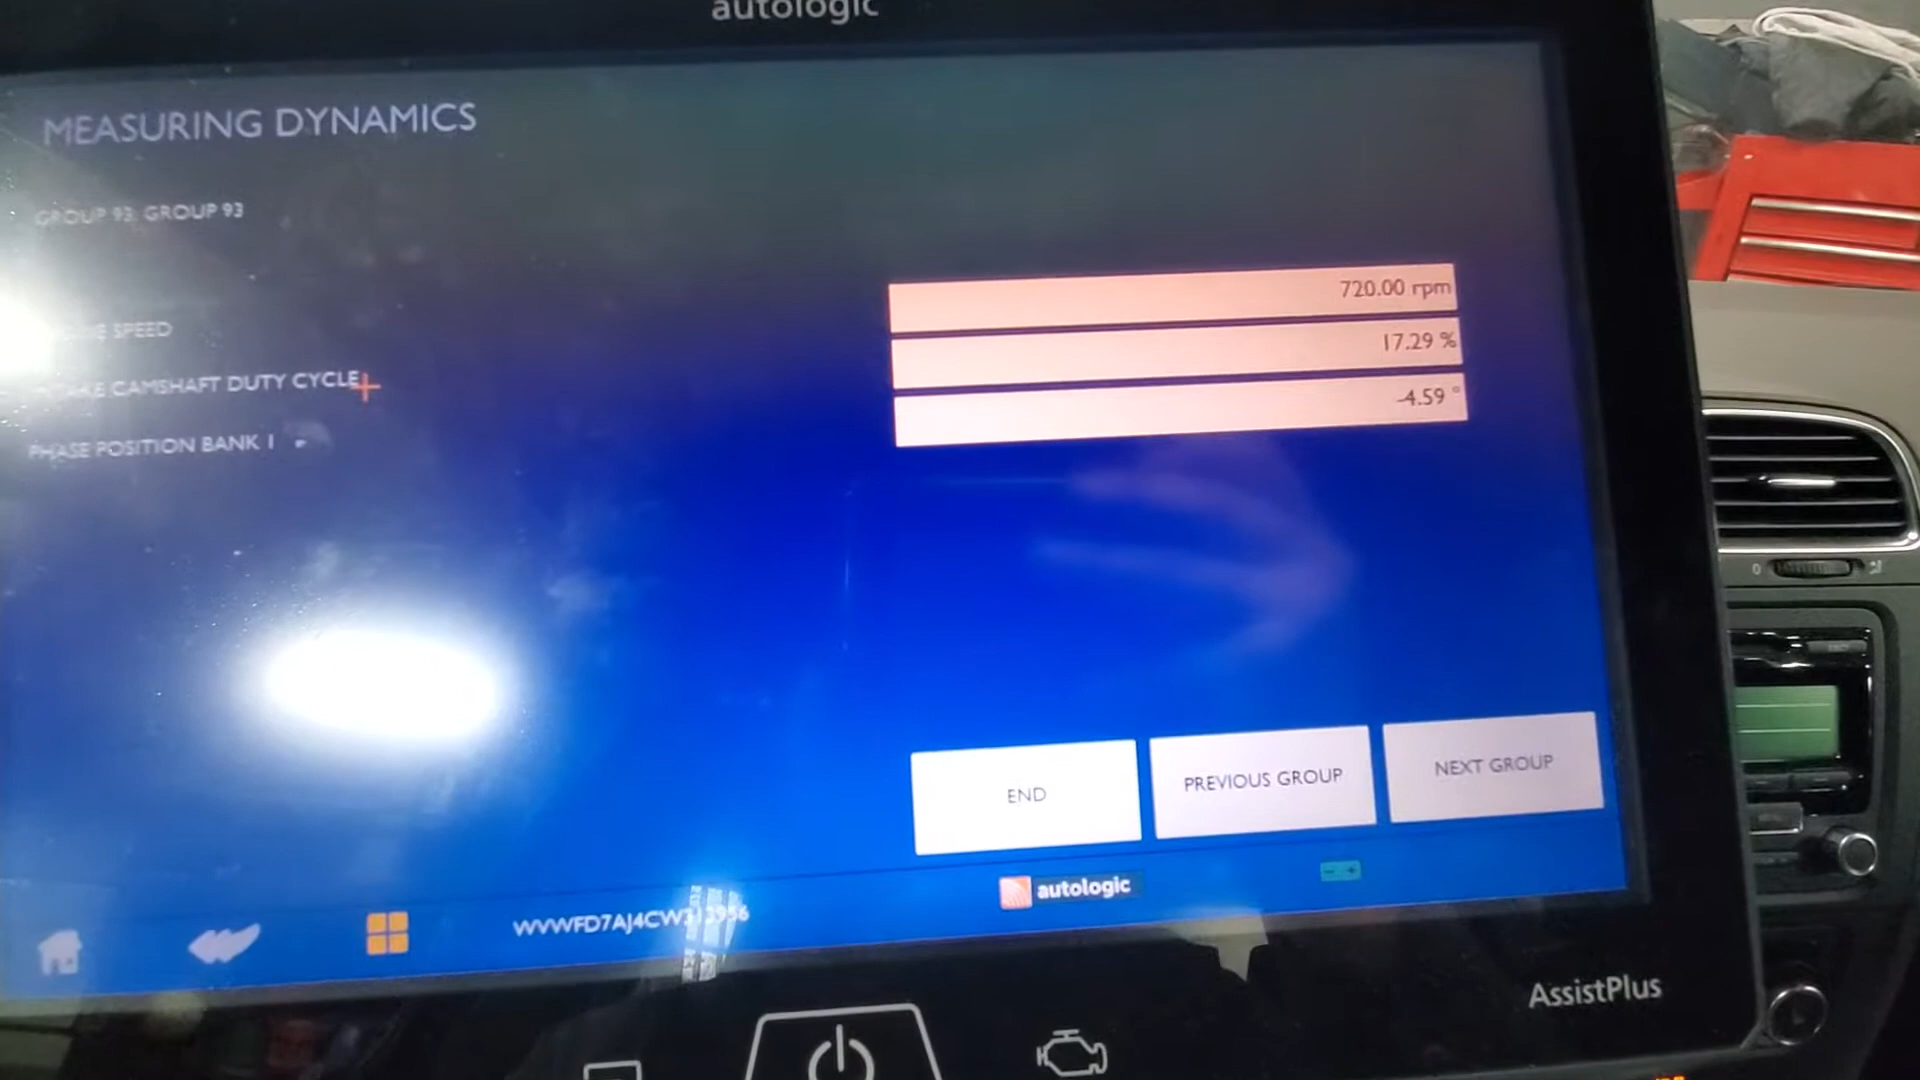 autologic
MEASURING DYNAMICS
GROUP 93: GROUP 93
SPEED
720.00 rpm
CAMSHAFT DUTY CYCLE
17.29 %
PHASE POSITION BANK 1
-4.59 °
END
PREVIOUS GROUP
NEXT GROUP
autologic
AssistPlus
0